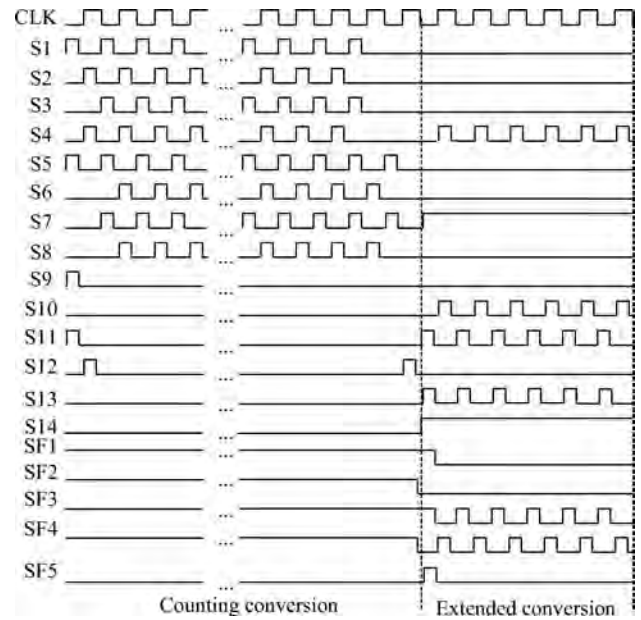 CLK
...
S1
...
S2
...
S3
...
S4
...
S5
...
S6
...
S7
...
S8
...
S9
...
S10
...
S11
...
S12
...
S13
...
S14
...
SF1
...
SF2
...
SF3
...
SF4
...
SF5
...
Counting conversion
Extended conversion